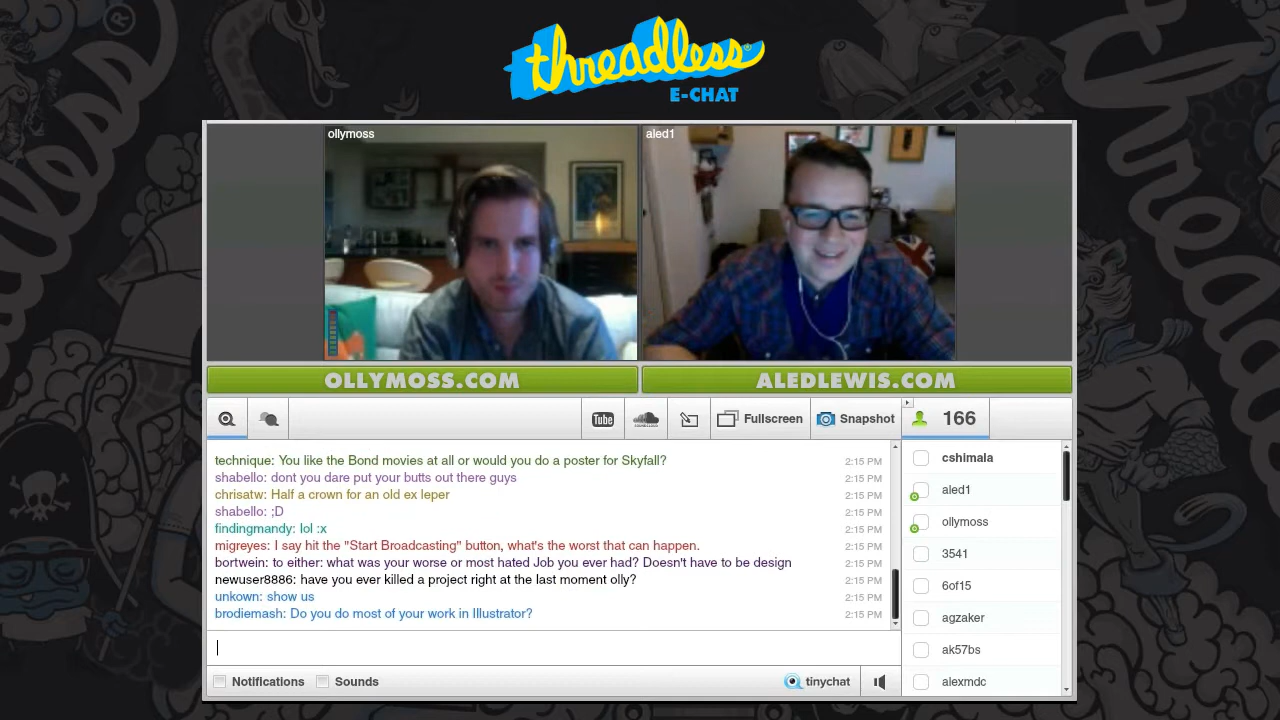 threadless
E-CHAT
ollymoss
aled1
OLLYMOSS.COM
ALEDLEWIS.COM
You Tube
SOUNDCLOUD
Fullscreen
Snapshot
166
technique: You like the Bond movies at all or would you do a poster for Skyfall? 2:15 PM
shabello: dont you dare put your butts out there guys 2:15 PM
chrisatw: Half a crown for an old ex leper 2:15 PM
shabello: ;D 2:15 PM
findingmandy: lol :x 2:15 PM
migreyes: I say hit the "Start Broadcasting" button, what's the worst that can happen. 2:15 PM
bortwein: to either: what was your worse or most hated Job you ever had? Doesn't have to be design 2:15 PM
newuser8886: have you ever killed a project right at the last moment olly? 2:15 PM
unkown: show us 2:15 PM
brodiemash: Do you do most of your work in Illustrator? 2:15 PM
cshimala
aled1
ollymoss
3541
6of15
agzaker
ak57bs
alexmdc
Notifications
Sounds
tinychat